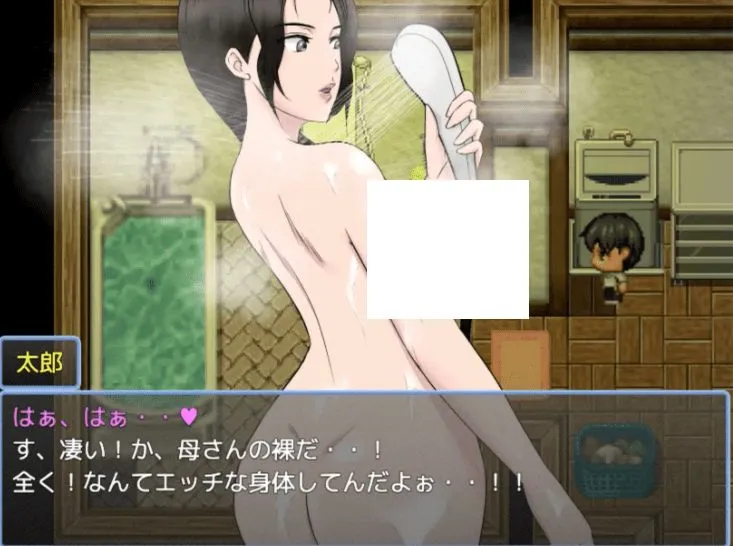 太郎
はぁ、はぁ・・♥
す、凄い！か、母さんの裸だ・・！
全く！なんてエッチな身体してんだよぉ・・！！